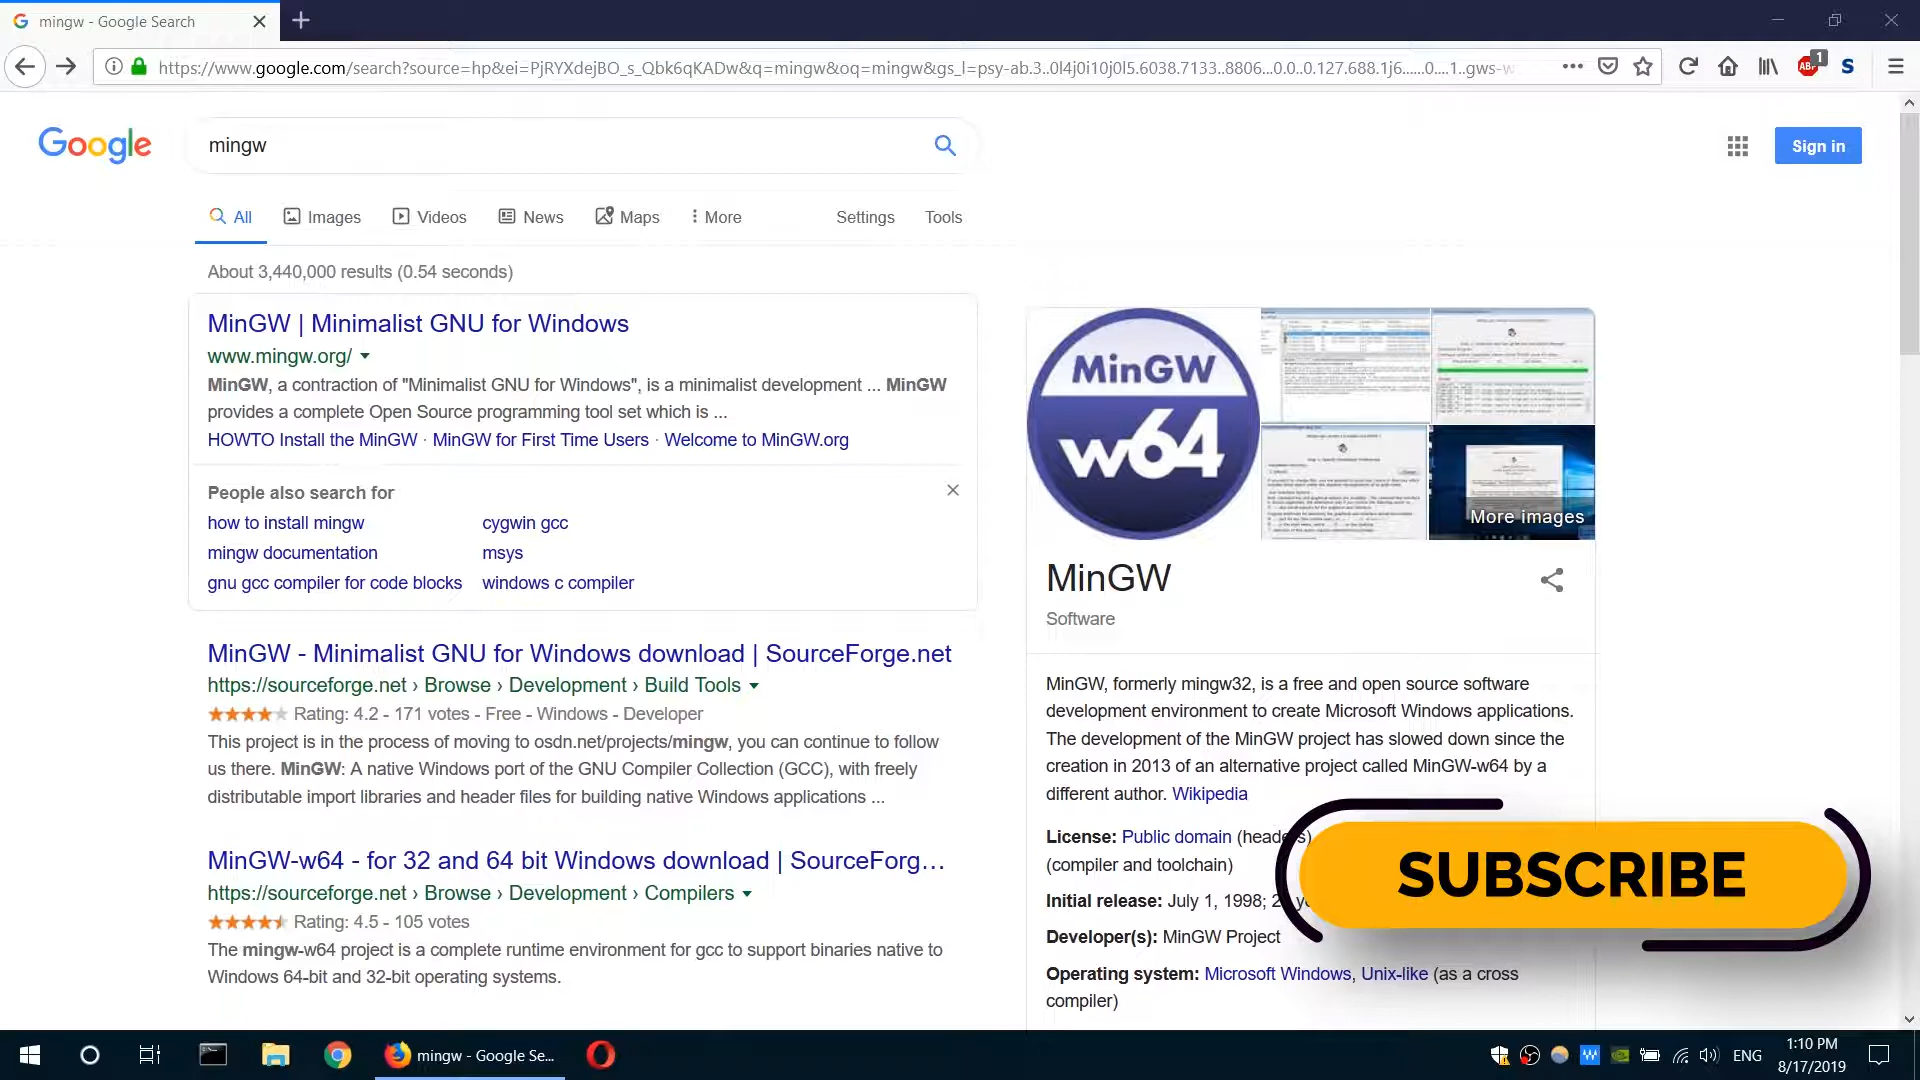 mingw - Google Search
https://www.google.com/search?source=hp&ei=PjRYXdejBO_s_Qbk6qKADw&q=mingw&oq=mingw&gs_l=psy-ab.3..0l4j0i10j0l5.6038.7133..8806...0.0..0.127.688.1j6......0....1..gws-w
ABP
1
S
Google
mingw
Sign in
All
Images
Videos
News
Maps
More
Settings
Tools
About 3,440,000 results (0.54 seconds)
MinGW | Minimalist GNU for Windows
www.mingw.org/
MinGW, a contraction of "Minimalist GNU for Windows", is a minimalist development ... MinGW
provides a complete Open Source programming tool set which is ...
HOWTO Install the MinGW · MinGW for First Time Users · Welcome to MinGW.org
People also search for
how to install mingw
cygwin gcc
mingw documentation
msys
gnu gcc compiler for code blocks
windows c compiler
MinGW - Minimalist GNU for Windows download | SourceForge.net
https://sourceforge.net › Browse › Development › Build Tools
Rating: 4.2 - 171 votes - Free - Windows - Developer
This project is in the process of moving to osdn.net/projects/mingw, you can continue to follow
us there. MinGW: A native Windows port of the GNU Compiler Collection (GCC), with freely
distributable import libraries and header files for building native Windows applications ...
MinGW-w64 - for 32 and 64 bit Windows download | SourceForg...
https://sourceforge.net › Browse › Development › Compilers
Rating: 4.5 - 105 votes
The mingw-w64 project is a complete runtime environment for gcc to support binaries native to
Windows 64-bit and 32-bit operating systems.
MinGW
w64
More images
MinGW
Software
MinGW, formerly mingw32, is a free and open source software
development environment to create Microsoft Windows applications.
The development of the MinGW project has slowed down since the
creation in 2013 of an alternative project called MinGW-w64 by a
different author. Wikipedia
License: Public domain (headers)
(compiler and toolchain)
Initial release: July 1, 1998;
Developer(s): MinGW Project
Operating system: Microsoft Windows, Unix-like (as a cross
compiler)
SUBSCRIBE
mingw - Google Se...
ENG
1:10 PM
8/17/2019